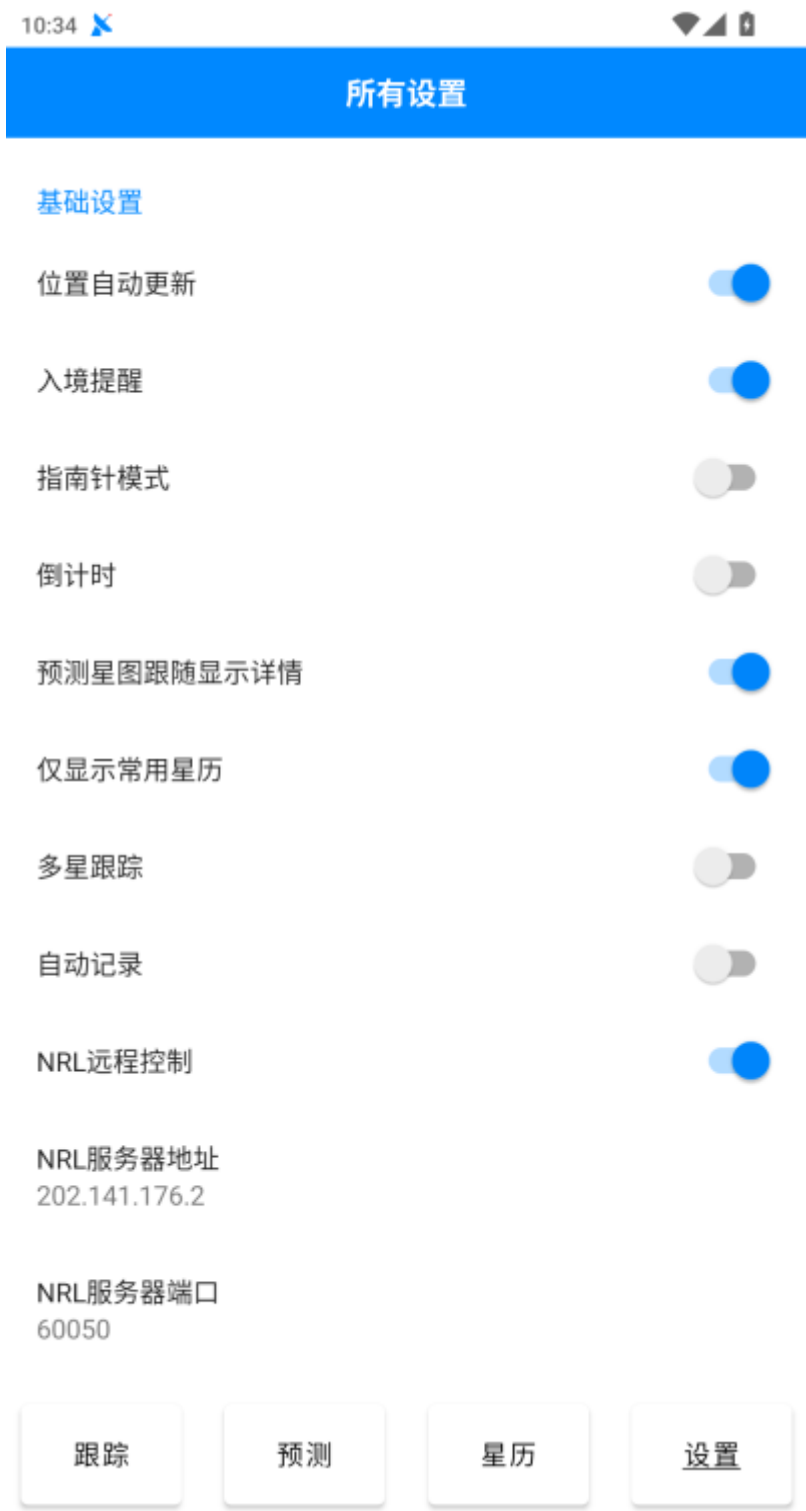 10:34
所有设置
基础设置
位置自动更新
入境提醒
指南针模式
倒计时
预测星图跟随显示详情
仅显示常用星历
多星跟踪
自动记录
NRL远程控制
NRL服务器地址
202.141.176.2
NRL服务器端口
60050
跟踪 预测 星历 设置